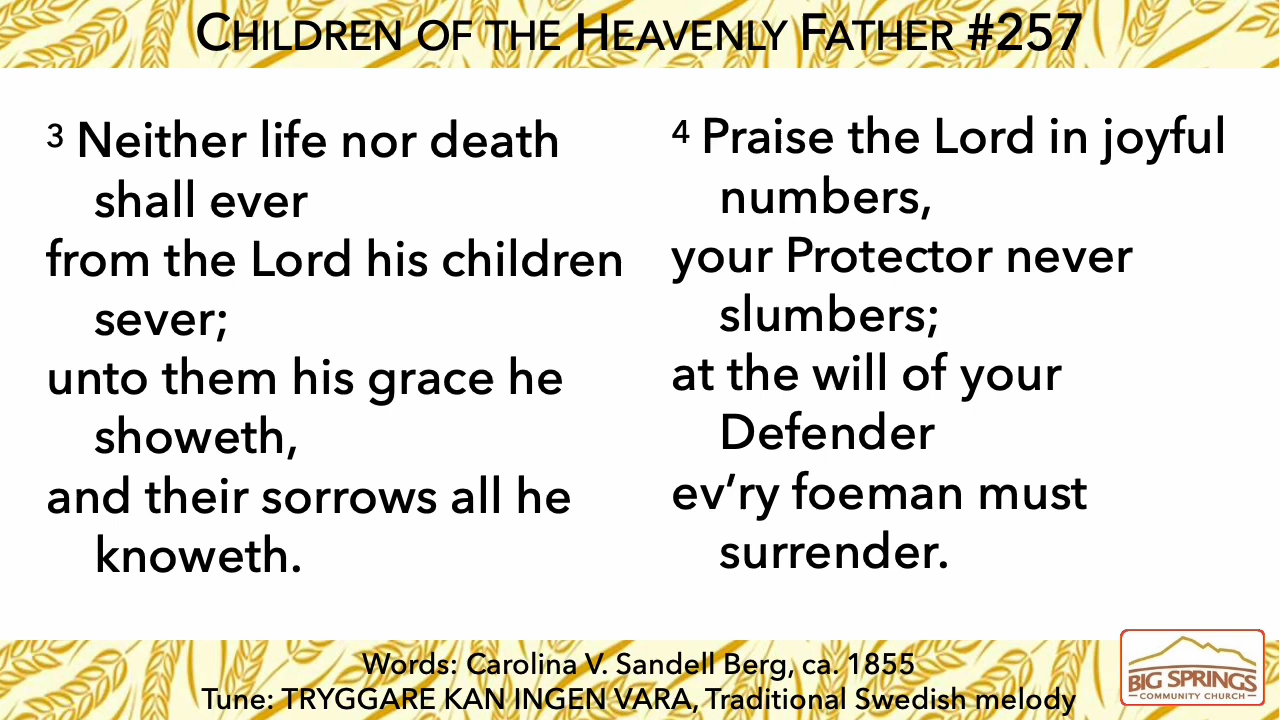 CHILDREN OF THE HEAVENLY FATHER #257
3 Neither life nor death
shall ever
from the Lord his children
sever;
unto them his grace he
showeth,
and their sorrows all he
knoweth.
4 Praise the Lord in joyful
numbers,
your Protector never
slumbers;
at the will of your
Defender
ev’ry foeman must
surrender.
Words: Carolina V. Sandell Berg, ca. 1855
Tune: TRYGGARE KAN INGEN VARA, Traditional Swedish melody
BIG SPRINGS
COMMUNITY CHURCH